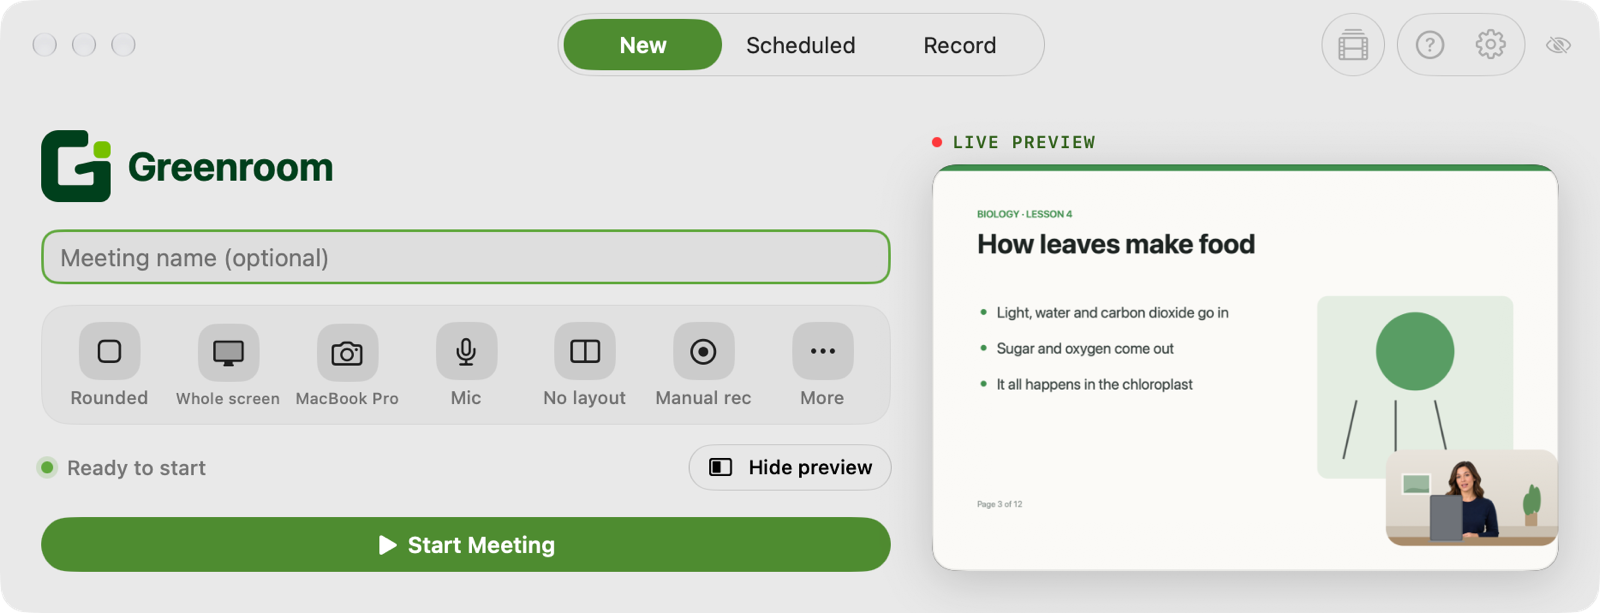 New
Scheduled
Record
Greenroom
LIVE PREVIEW
Meeting name (optional)
Rounded
Whole screen
MacBook Pro
Mic
No layout
Manual rec
More
Ready to start
Hide preview
Start Meeting
BIOLOGY · LESSON 4
How leaves make food
Light, water and carbon dioxide go in
Sugar and oxygen come out
It all happens in the chloroplast
Page 3 of 12